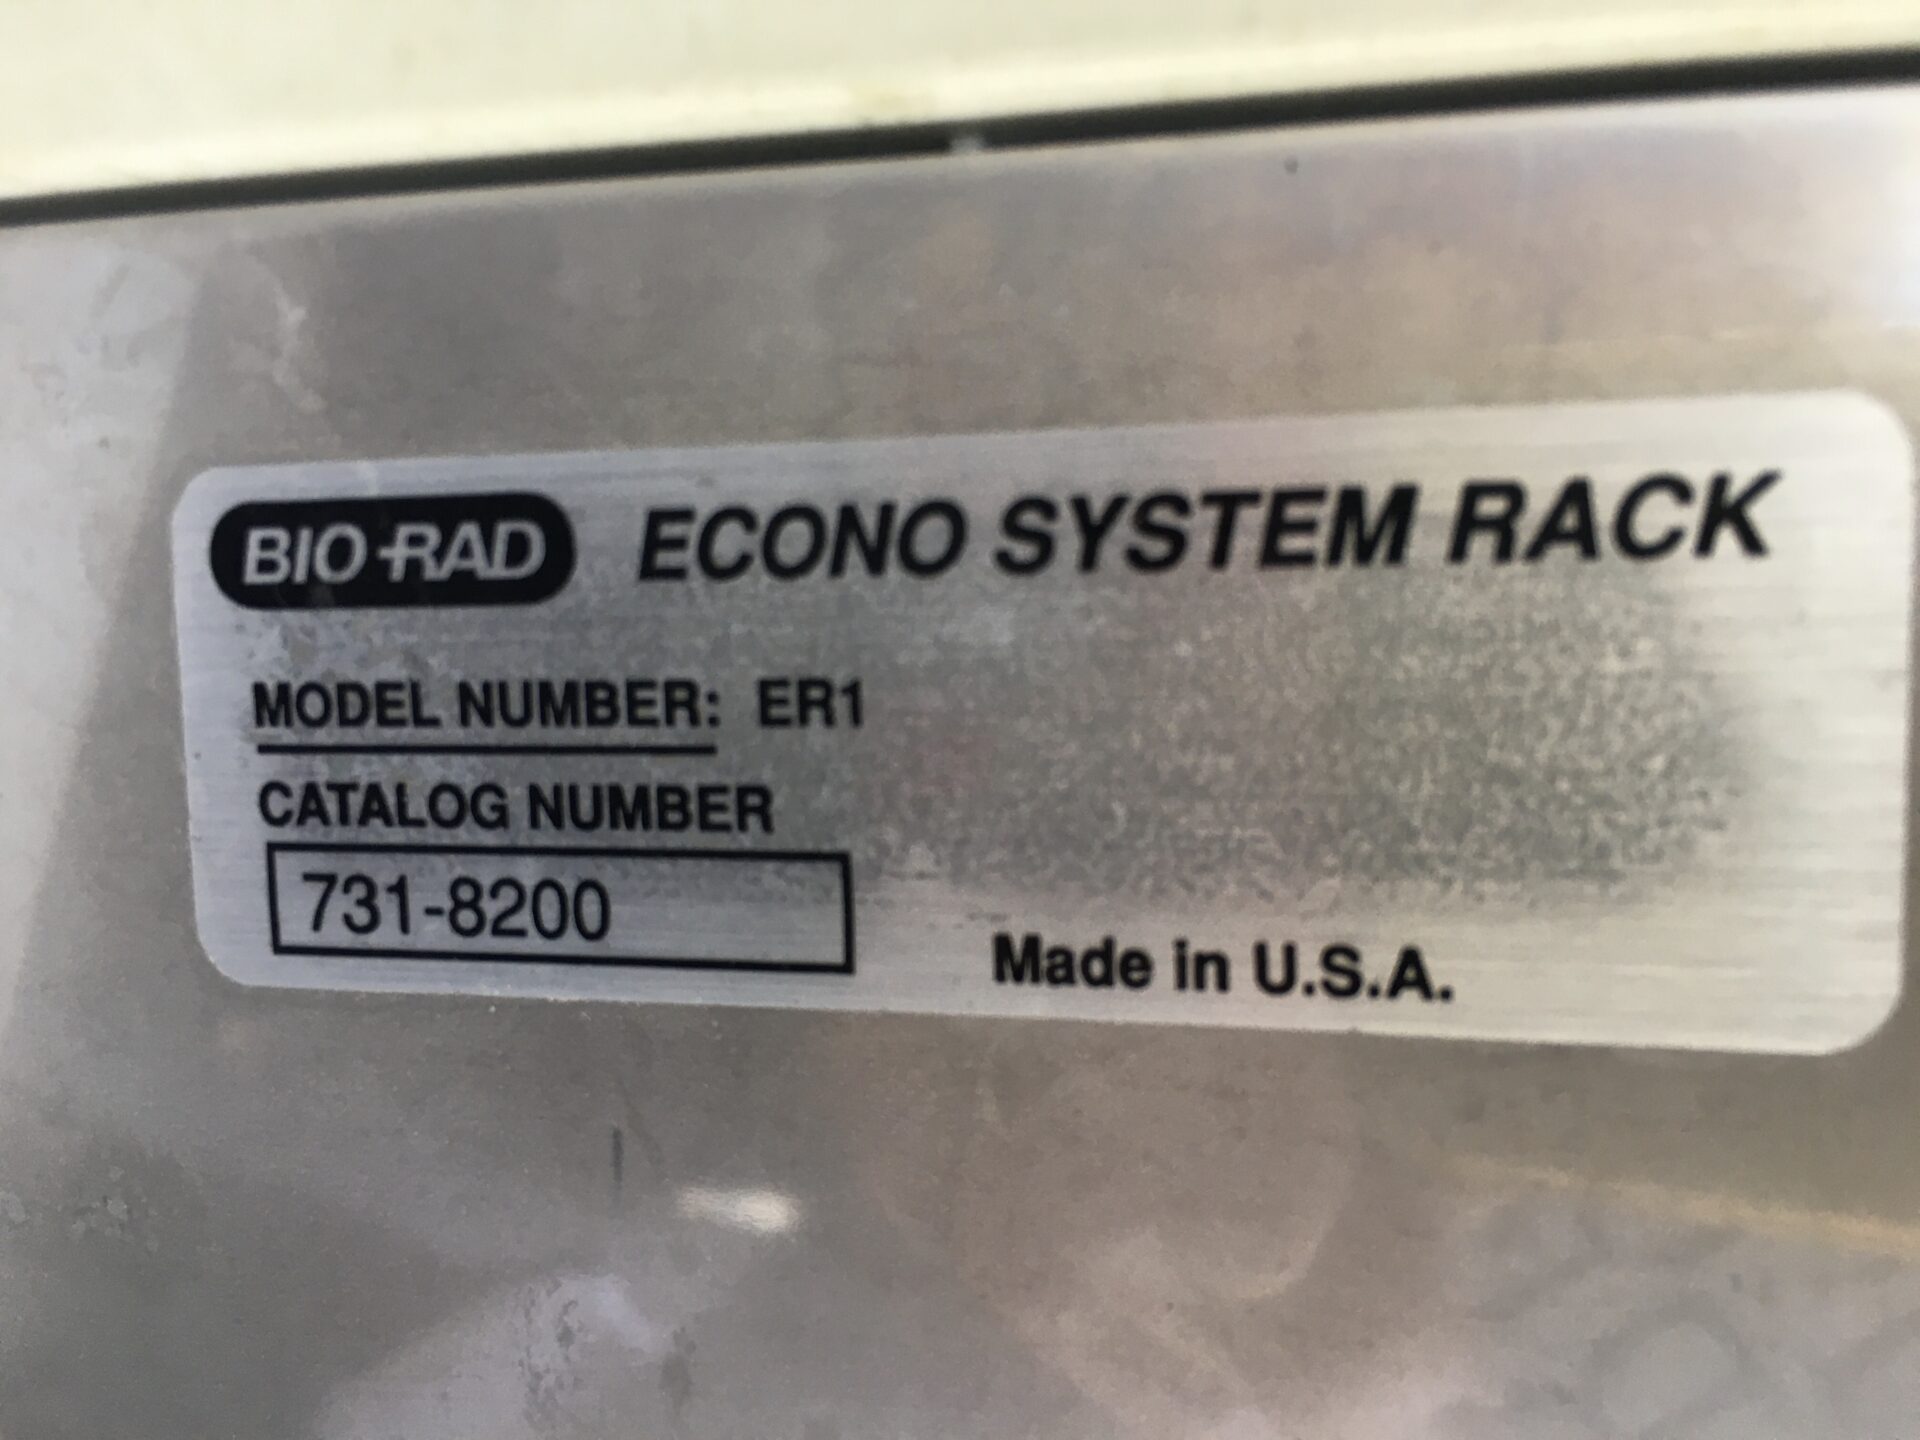 BIO-RAD ECONO SYSTEM RACK
MODEL NUMBER: ER1
CATALOG NUMBER
731-8200
Made in U.S.A.